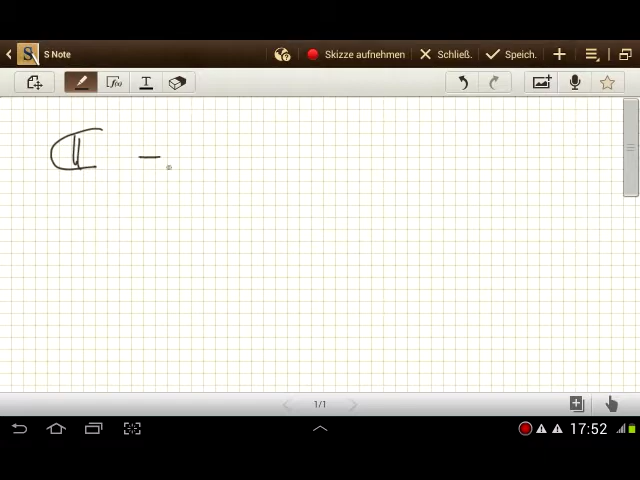 S Note
Skizze aufnehmen
Schließ.
Speich.
f(x)
T
ℂ –
1/1
17:52